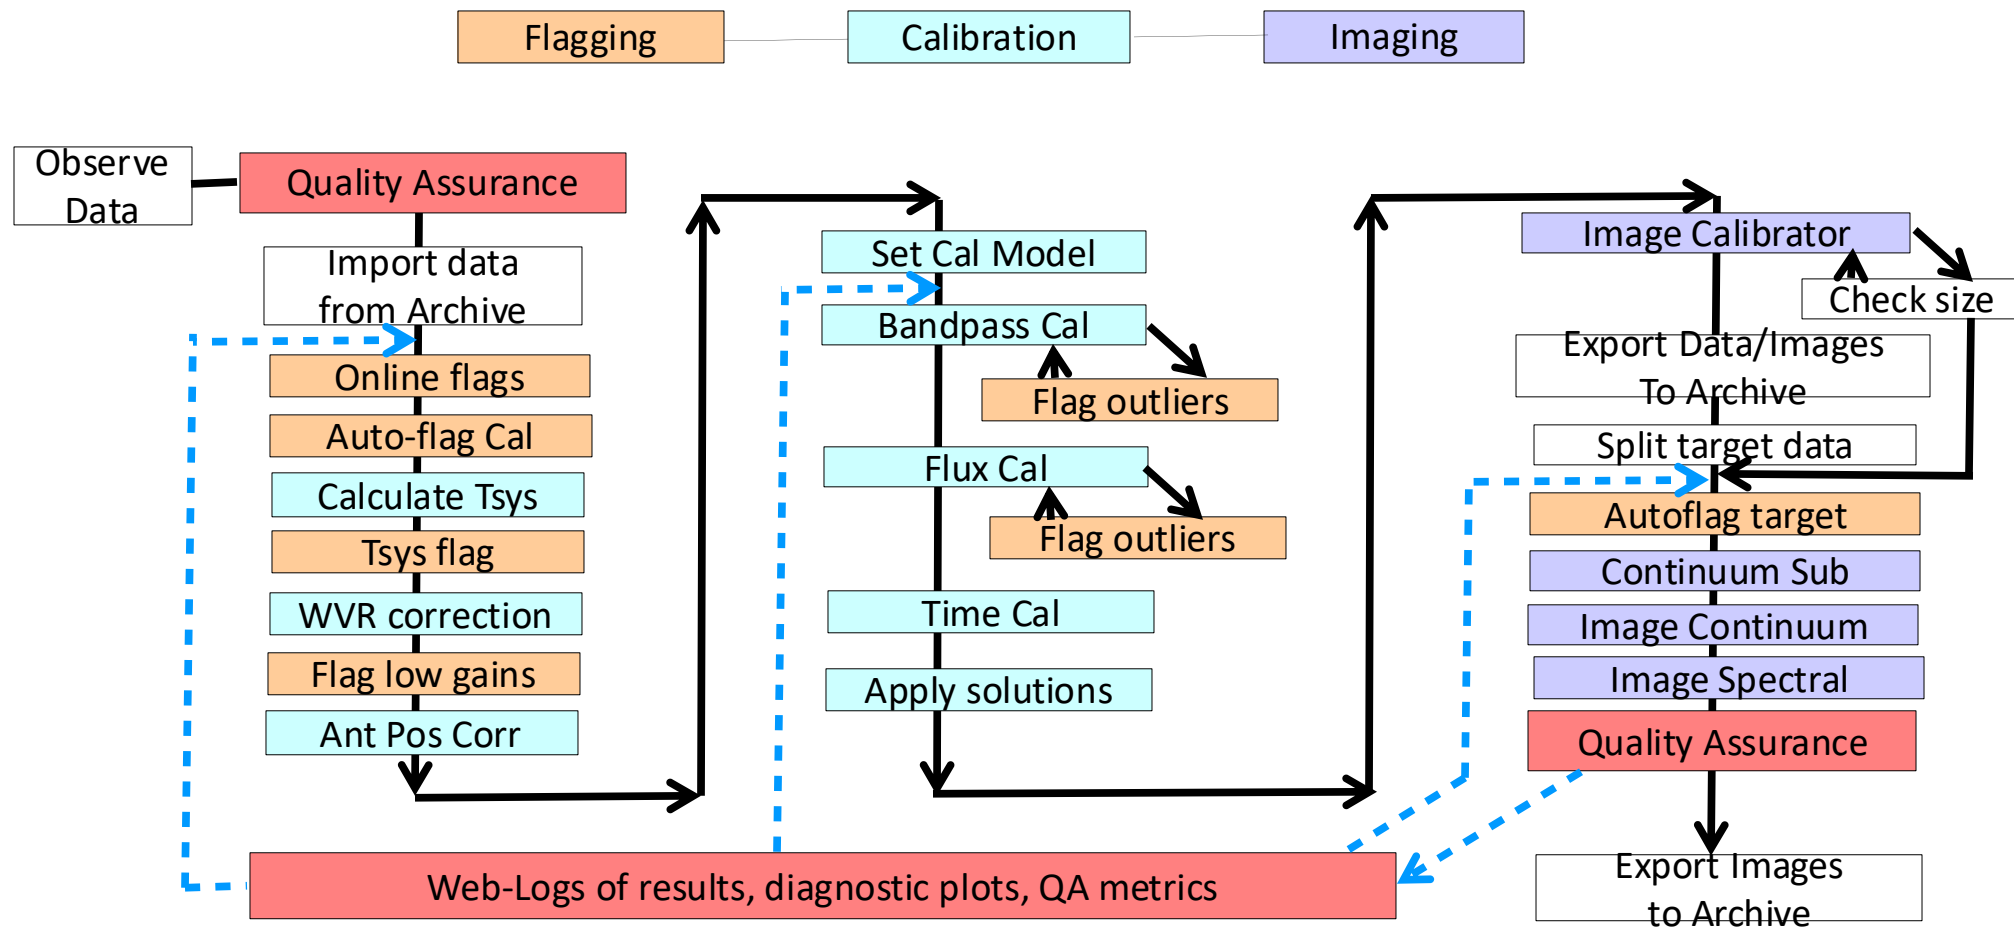 Flagging
Calibration
Imaging
Observe
Data
Quality Assurance
Import data
from Archive
Online flags
Auto-flag Cal
Calculate Tsys
Tsys flag
WVR correction
Flag low gains
Ant Pos Corr
Set Cal Model
Bandpass Cal
Flag outliers
Flux Cal
Flag outliers
Time Cal
Apply solutions
Image Calibrator
Check size
Export Data/Images
To Archive
Split target data
Autoflag target
Continuum Sub
Image Continuum
Image Spectral
Quality Assurance
Export Images
to Archive
Web-Logs of results, diagnostic plots, QA metrics